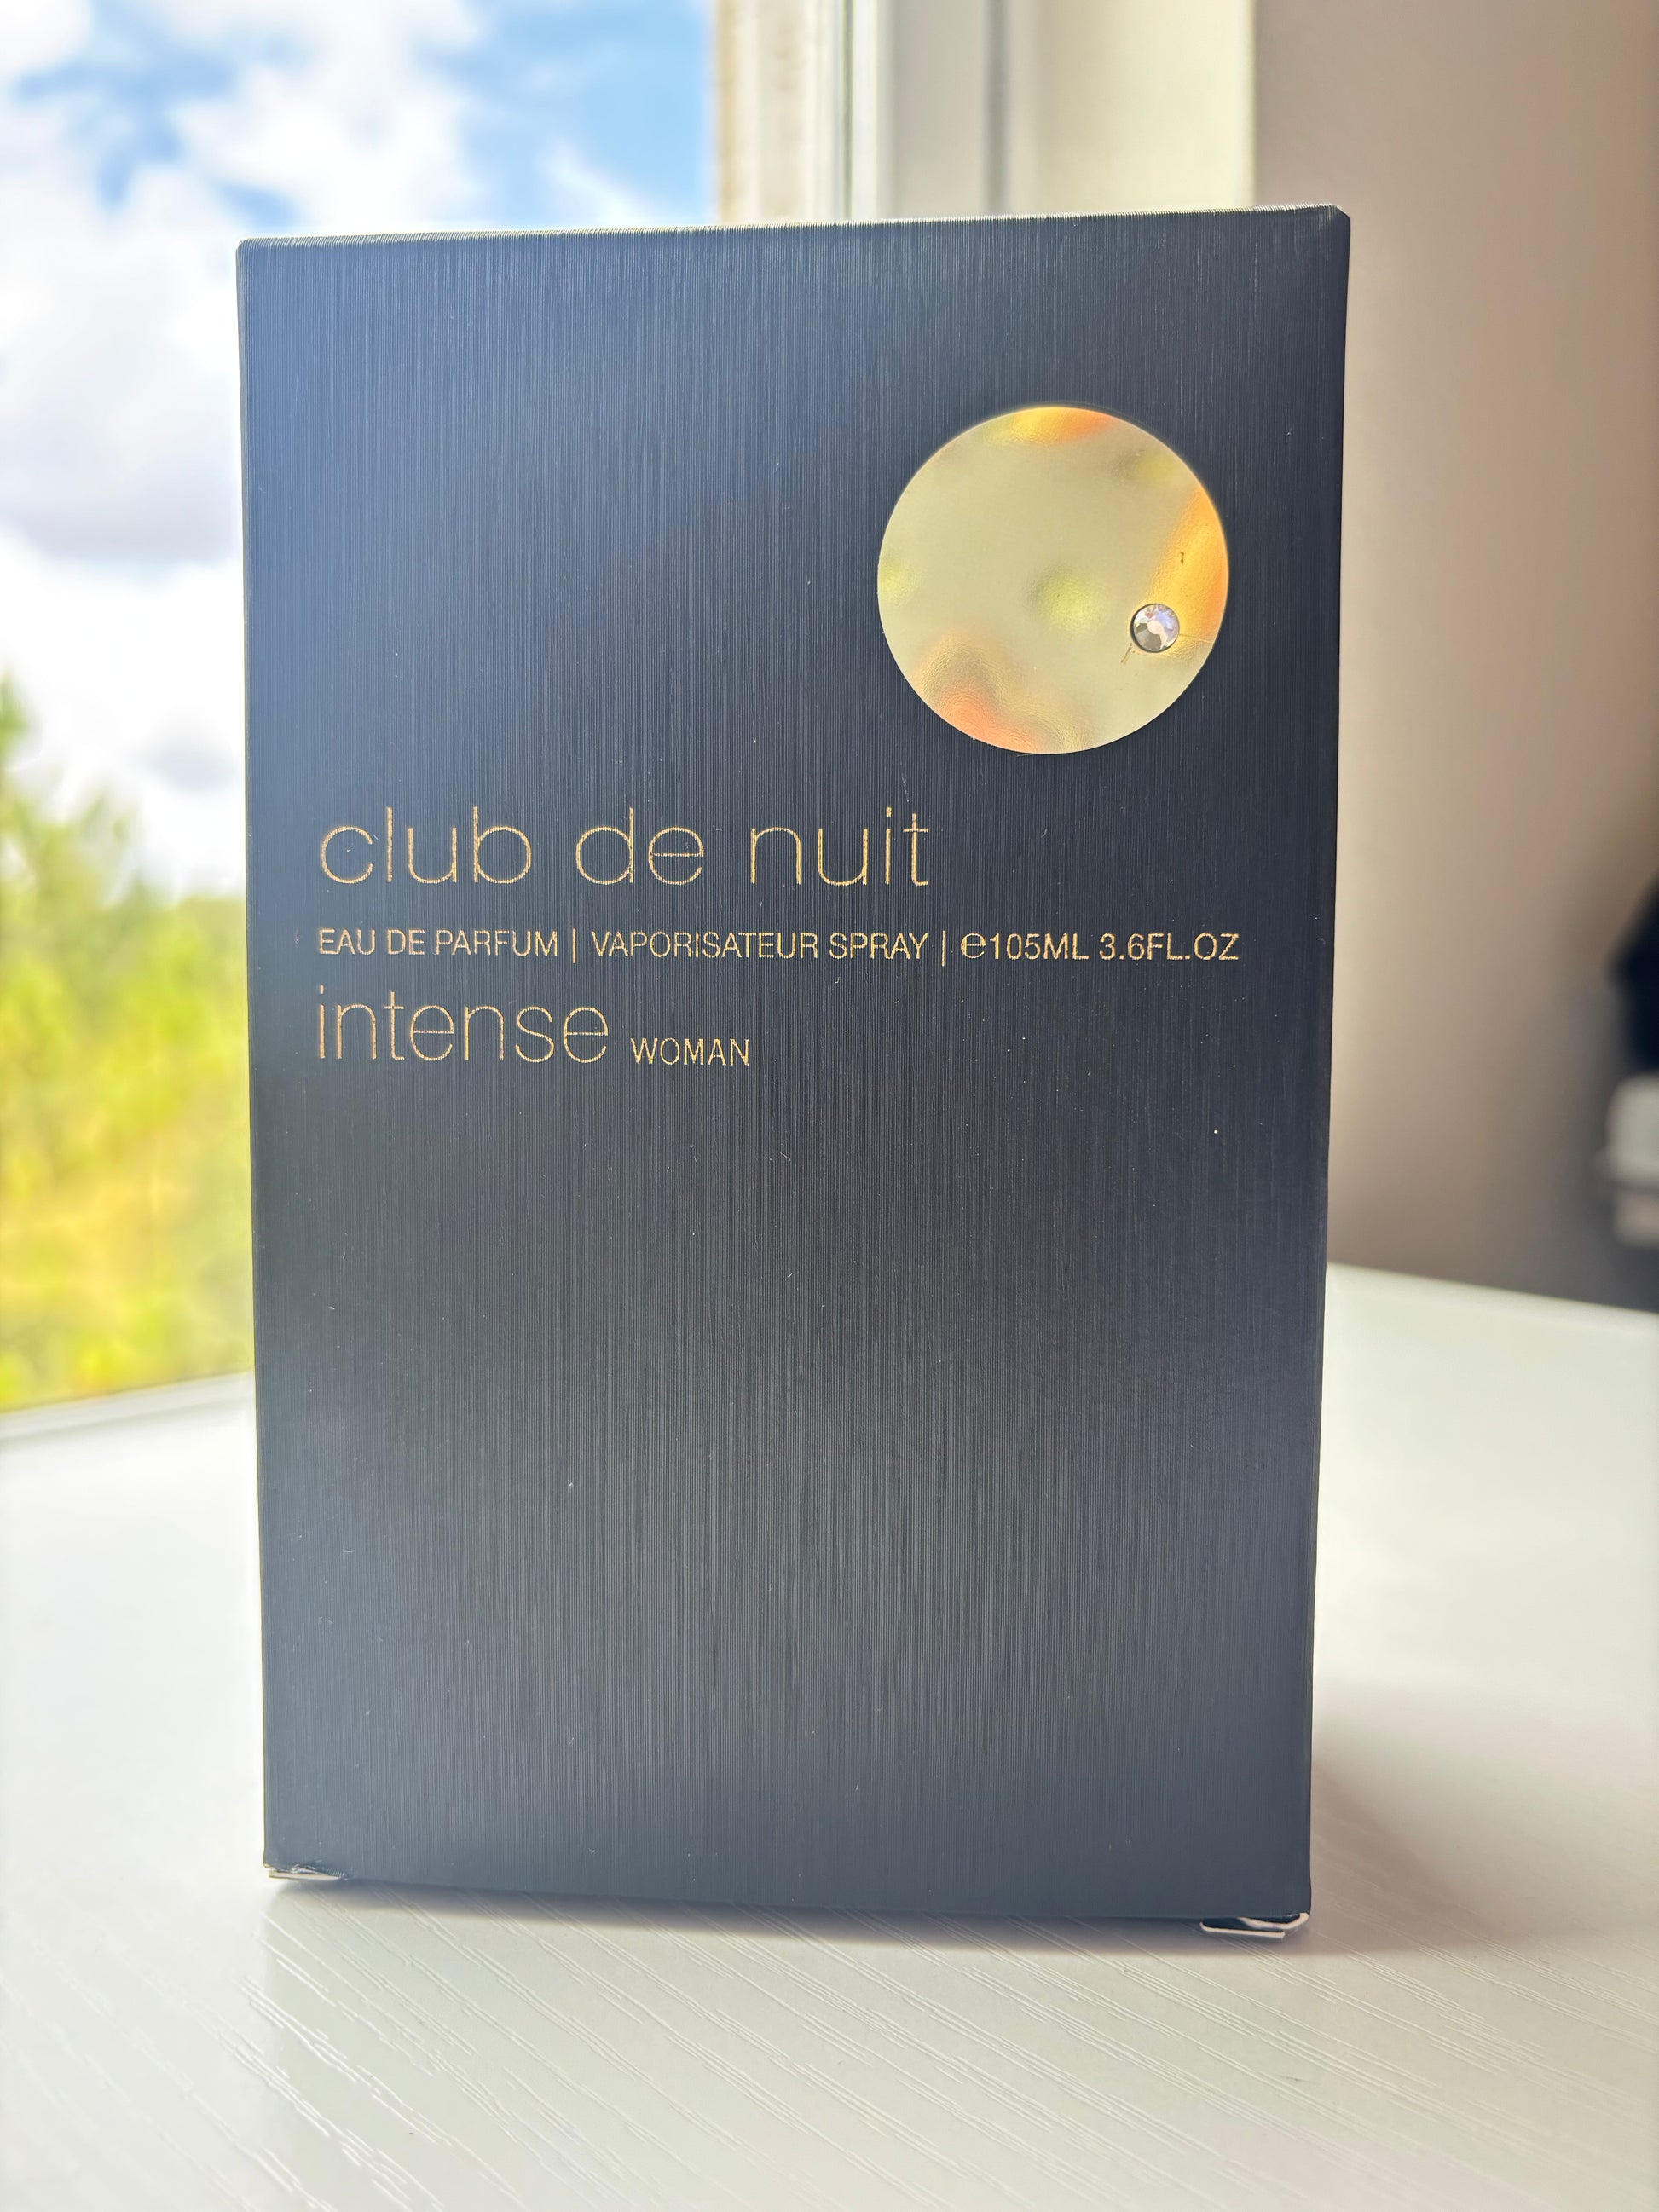 club de nuit
EAU DE PARFUM | VAPORISATEUR SPRAY | ℮105ML 3.6FL.OZ
intense WOMAN